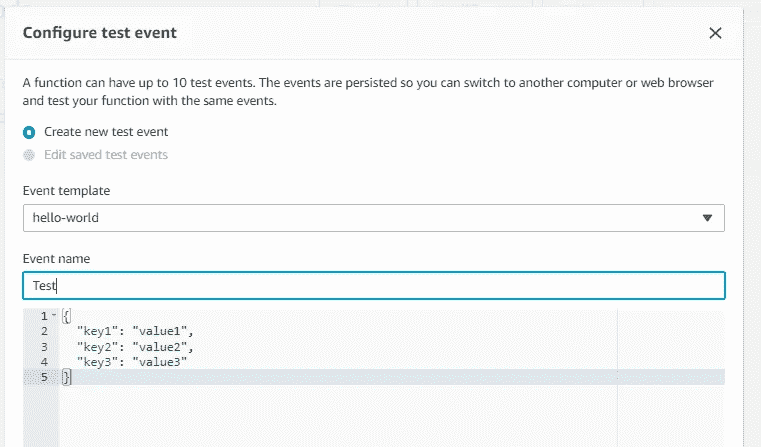 Configure test event
A function can have up to 10 test events. The events are persisted so you can switch to another computer or web browser
and test your function with the same events.
Create new test event
Edit saved test events
Event template
hello-world
Event name
Test
1 {
2 "key1": "value1",
3 "key2": "value2",
4 "key3": "value3"
5 }